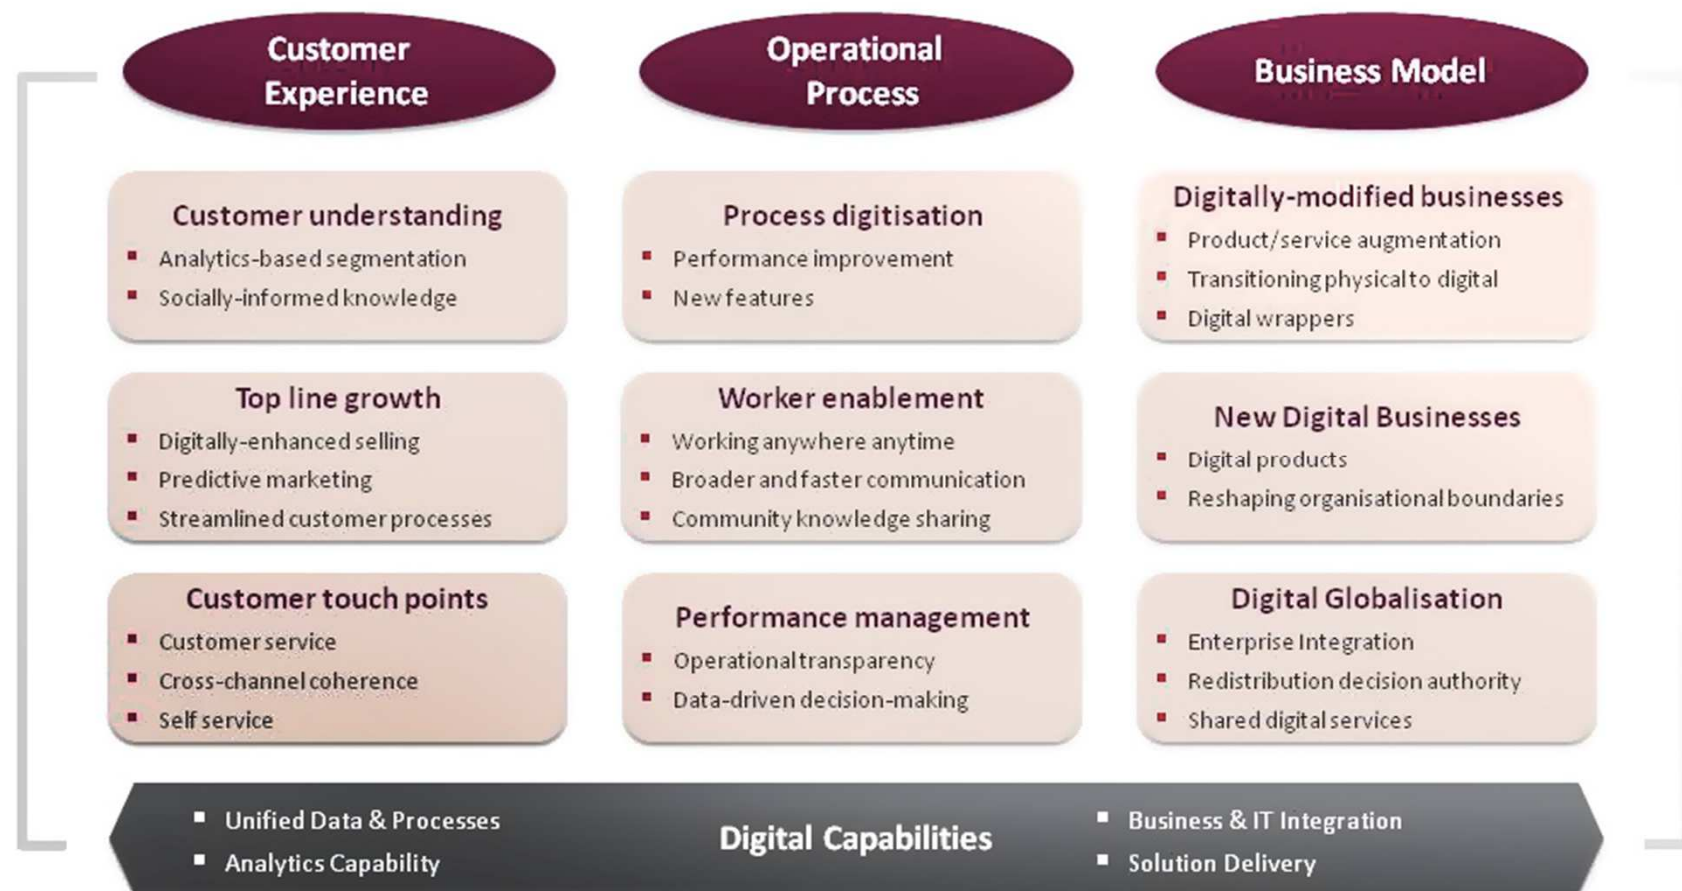 Customer
Experience
Operational
Process
Business Model
Customer understanding
Analytics-based segmentation
Socially-informed knowledge
Top line growth
Digitally-enhanced selling
Predictive marketing
Streamlined customer processes
Customer touch points
Customer service
Cross-channel coherence
Self service
Process digitisation
Performance improvement
New features
Worker enablement
Working anywhere anytime
Broader and faster communication
Community knowledge sharing
Performance management
Operational transparency
Data-driven decision-making
Digitally-modified businesses
Product/service augmentation
Transitioning physical to digital
Digital wrappers
New Digital Businesses
Digital products
Reshaping organisational boundaries
Digital Globalisation
Enterprise Integration
Redistribution decision authority
Shared digital services
Unified Data & Processes
Analytics Capability
Digital Capabilities
Business & IT Integration
Solution Delivery